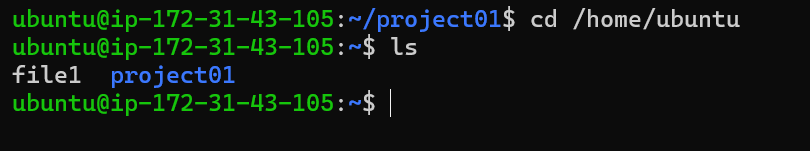 ubuntu@ip-172-31-43-105:~/project01$ cd /home/ubuntu
ubuntu@ip-172-31-43-105:~$ ls
file1  project01
ubuntu@ip-172-31-43-105:~$